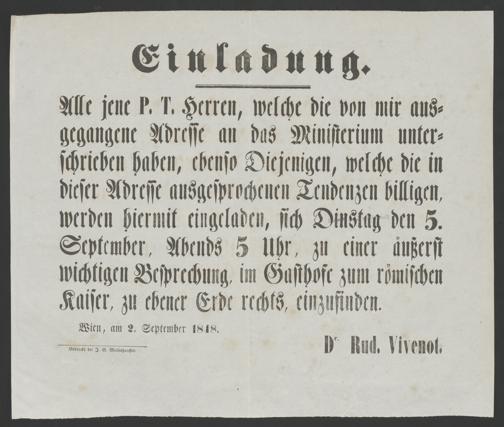 Einladung.
Alle jene P. T. Herren, welche die von mir aus-
gegangene Adresse an das Ministerium unter-
schrieben haben, ebenso Diejenigen, welche die in
dieser Adresse ausgesprochenen Tendenzen billigen,
werden hiermit eingeladen, sich Dinstag den 5.
September, Abends 5 Uhr, zu einer äußerst
wichtigen Besprechung, im Gasthofe zum römischen
Kaiser, zu ebener Erde rechts, einzufinden.
Wien, am 2. September 1848.
Dr Rud. Vivenot.
Gedruckt bei J. G.